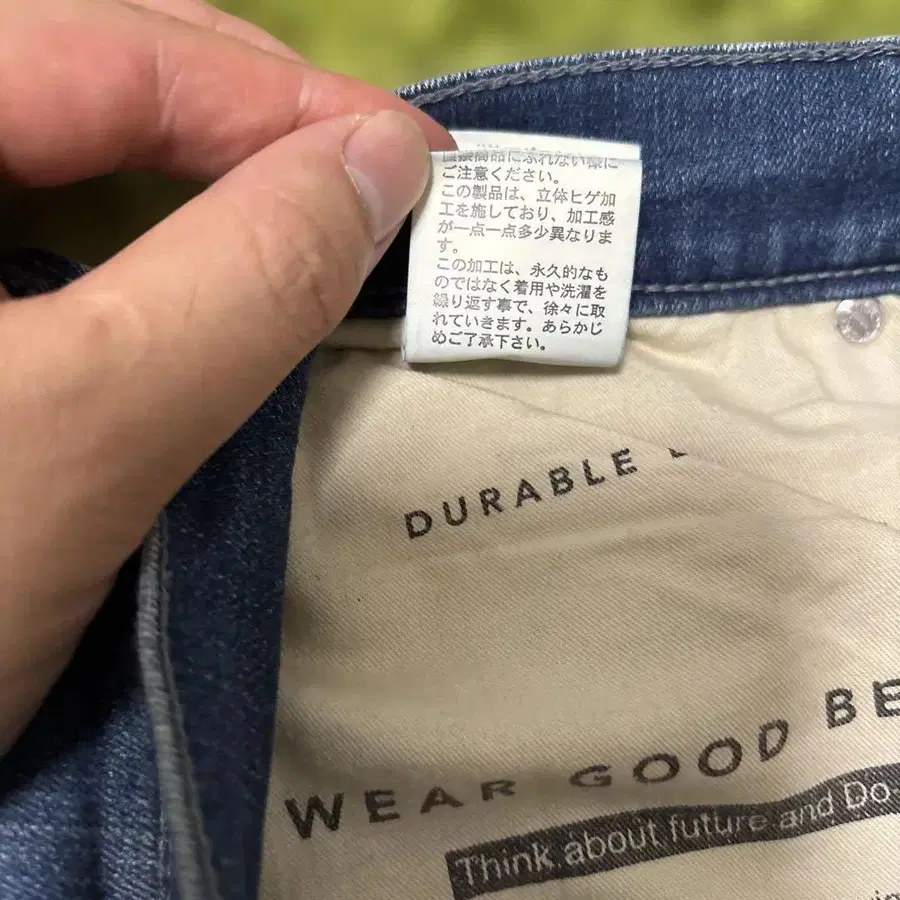 直接商品にふれない様に
ご注意ください。
この製品は、立体ヒゲ加
工を施しており、加工感
が一点一点多少異なりま
す。
この加工は、永久的なも
のではなく着用や洗濯を
繰り返す事で、徐々に取
れていきます。あらかじ
めご了承下さい。
DURABLE
WEAR GOOD BE
Think about future and Do